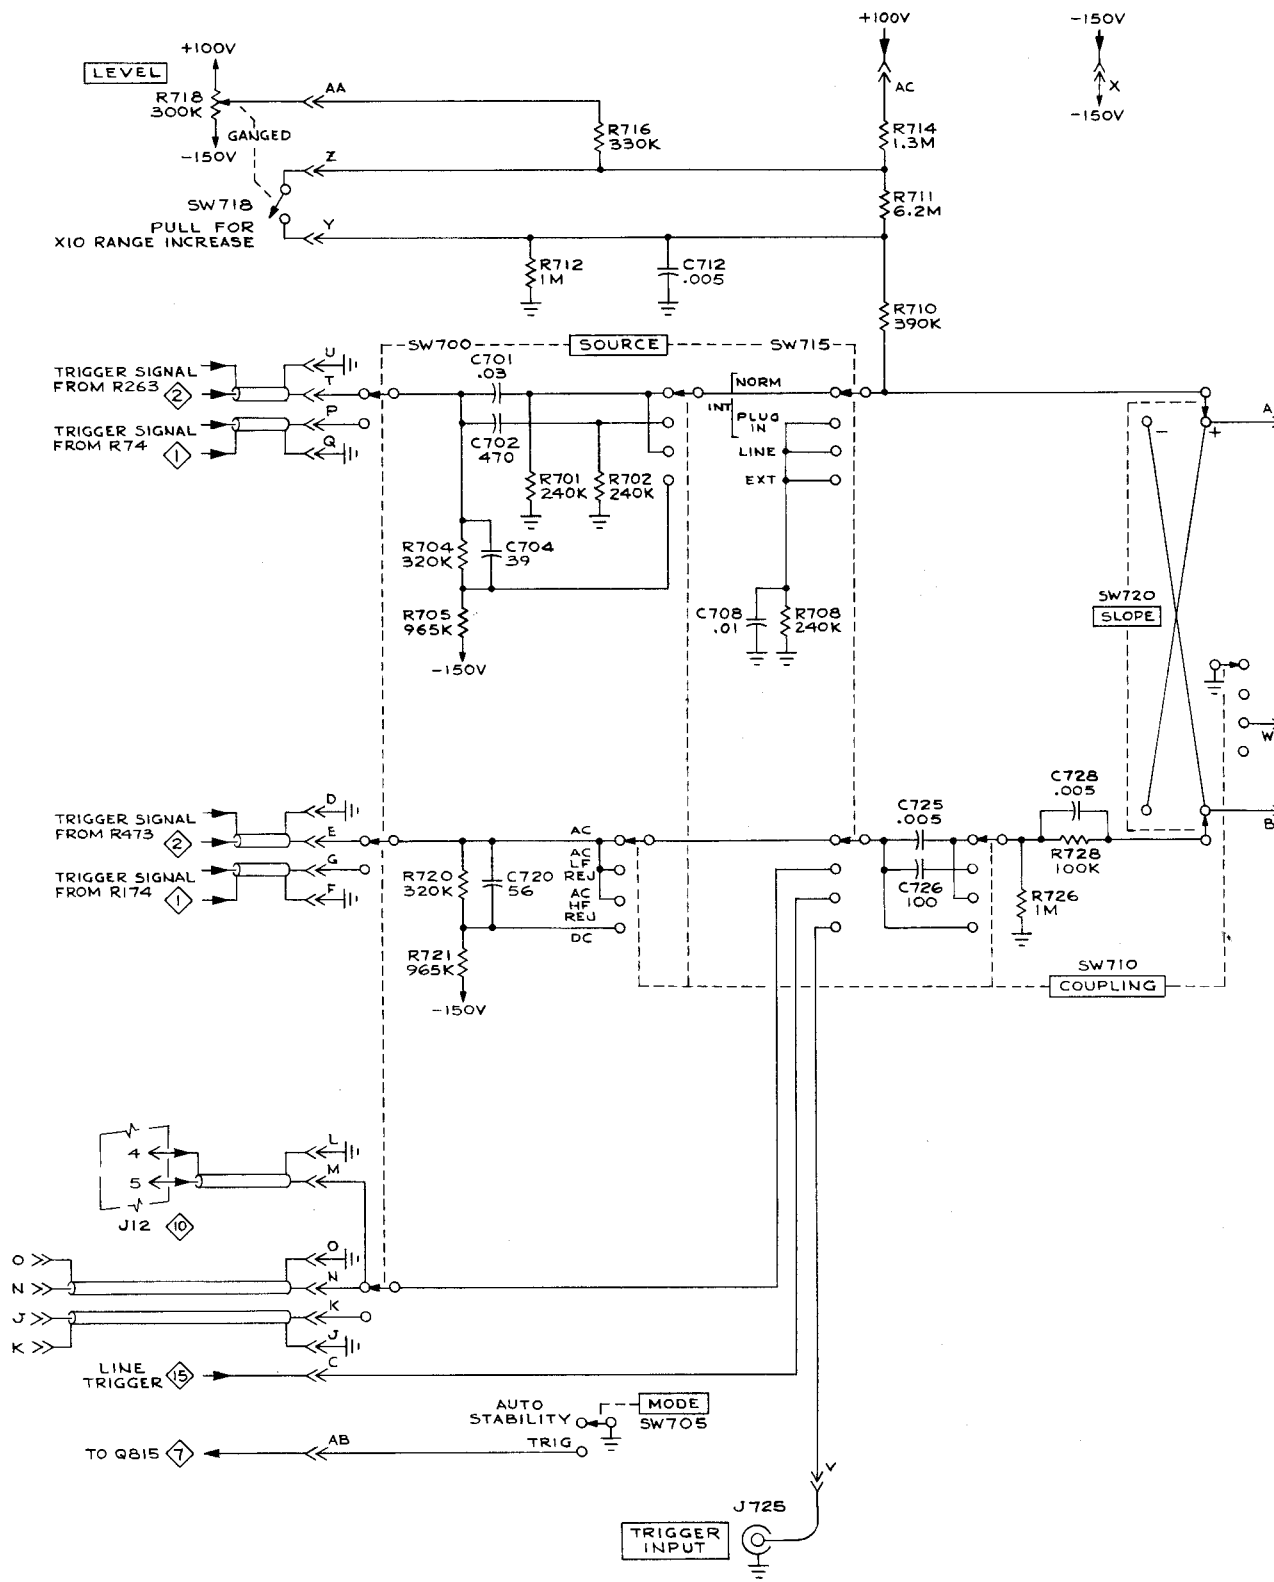 +100V
-150V
+100V
LEVEL
R718
300K
AA
AC
X
-150V
GANGED
R716
330K
R714
1.3M
-150V
Z
SW718
PULL FOR
X10 RANGE INCREASE
R711
6.2M
Y
R712
1M
C712
.005
R710
390K
SW700
SOURCE
SW715
TRIGGER SIGNAL
FROM R263
2
U
T
C701
.03
NORM
INT
PLUG
IN
LINE
EXT
TRIGGER SIGNAL
FROM R74
1
P
Q
C702
470
R701
240K
R702
240K
- +
A
R704
320K
C704
39
R705
965K
-150V
C708
.01
R708
240K
SW720
SLOPE
W
TRIGGER SIGNAL
FROM R473
2
D
E
AC
AC
LF
REJ
AC
HF
REJ
DC
C725
.005
C728
.005
B
TRIGGER SIGNAL
FROM R174
1
G
F
R720
320K
C720
56
C726
100
R728
100K
R726
1M
R721
965K
-150V
SW710
COUPLING
4
5
J12
10
L
M
O
N
J
K
O
N
K
J
C
LINE
TRIGGER
15
AUTO
STABILITY
MODE
SW705
TRIG
TO Q815
7
AB
V
J725
TRIGGER
INPUT